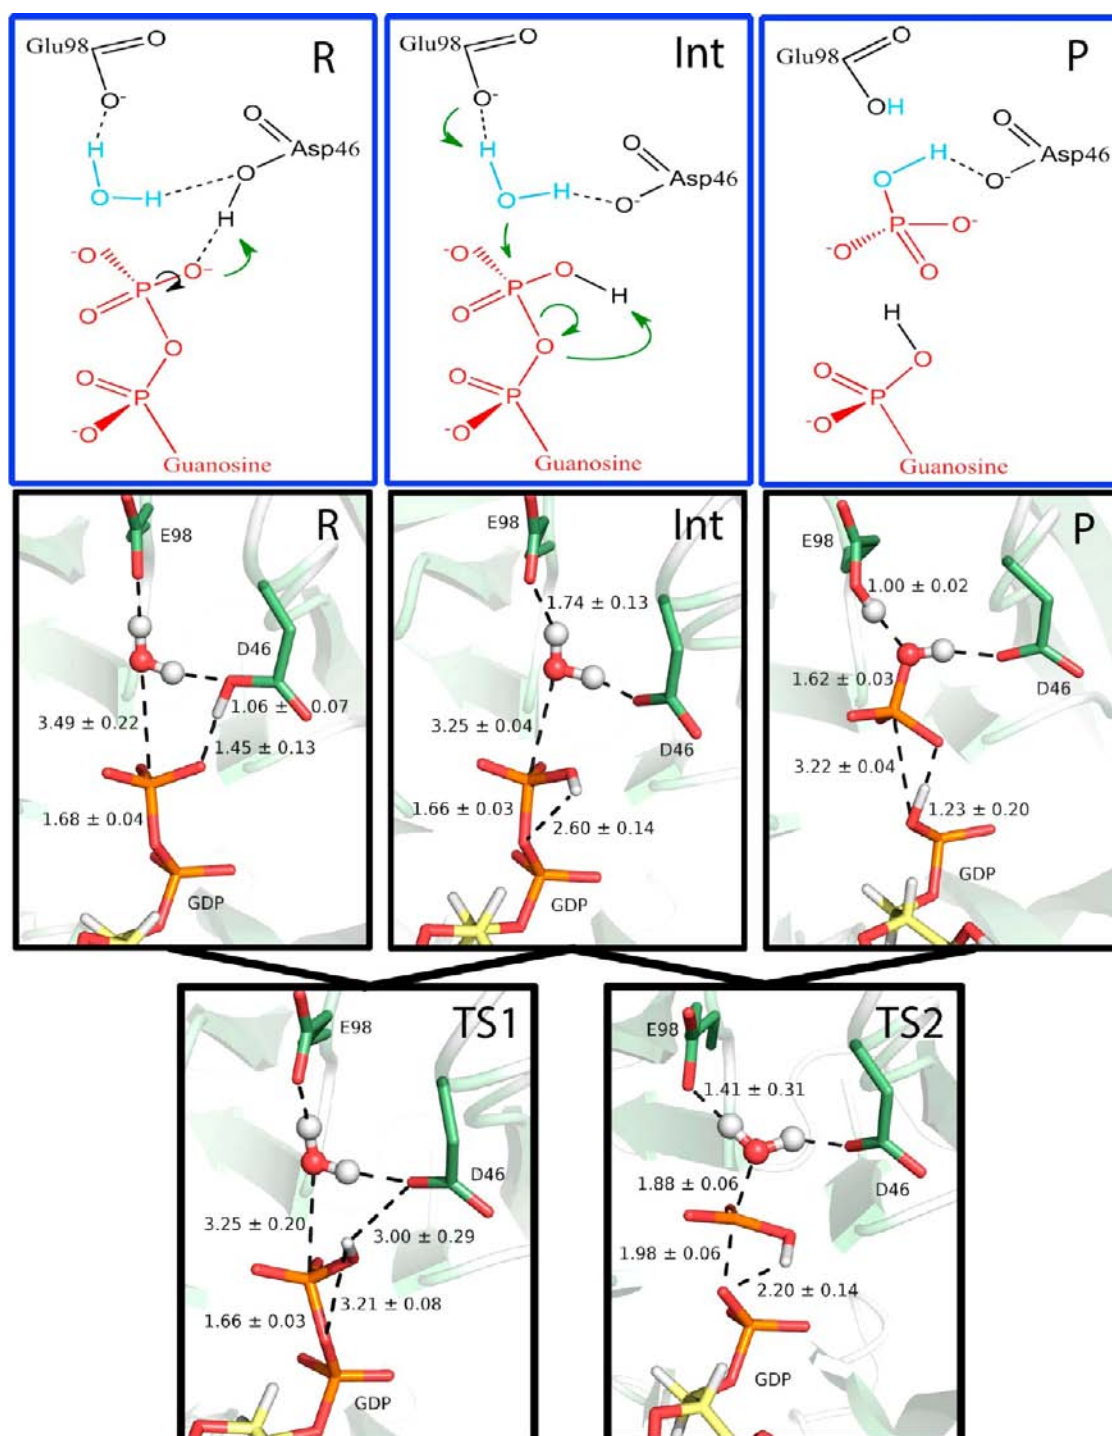 R
Glu98
O
O-
H
O
H
O
Asp46
O
H
-O
O-
P
O
O
O
P
-O
Guanosine
Int
Glu98
O
O-
H
O
H
O
Asp46
O-
-O
O
P
H
O
O
O
P
-O
Guanosine
P
Glu98
O
OH
H
O
O
Asp46
O-
P
-O
O-
O
H
O
O
P
-O
Guanosine
R
E98
D46
1.06 ± 0.07
3.49 ± 0.22
1.45 ± 0.13
1.68 ± 0.04
GDP
Int
E98
1.74 ± 0.13
3.25 ± 0.04
D46
1.66 ± 0.03
2.60 ± 0.14
GDP
P
E98
1.00 ± 0.02
1.62 ± 0.03
D46
3.22 ± 0.04
1.23 ± 0.20
GDP
TS1
E98
D46
3.25 ± 0.20
3.00 ± 0.29
3.21 ± 0.08
1.66 ± 0.03
GDP
TS2
E98
1.41 ± 0.31
1.88 ± 0.06
D46
1.98 ± 0.06
2.20 ± 0.14
GDP